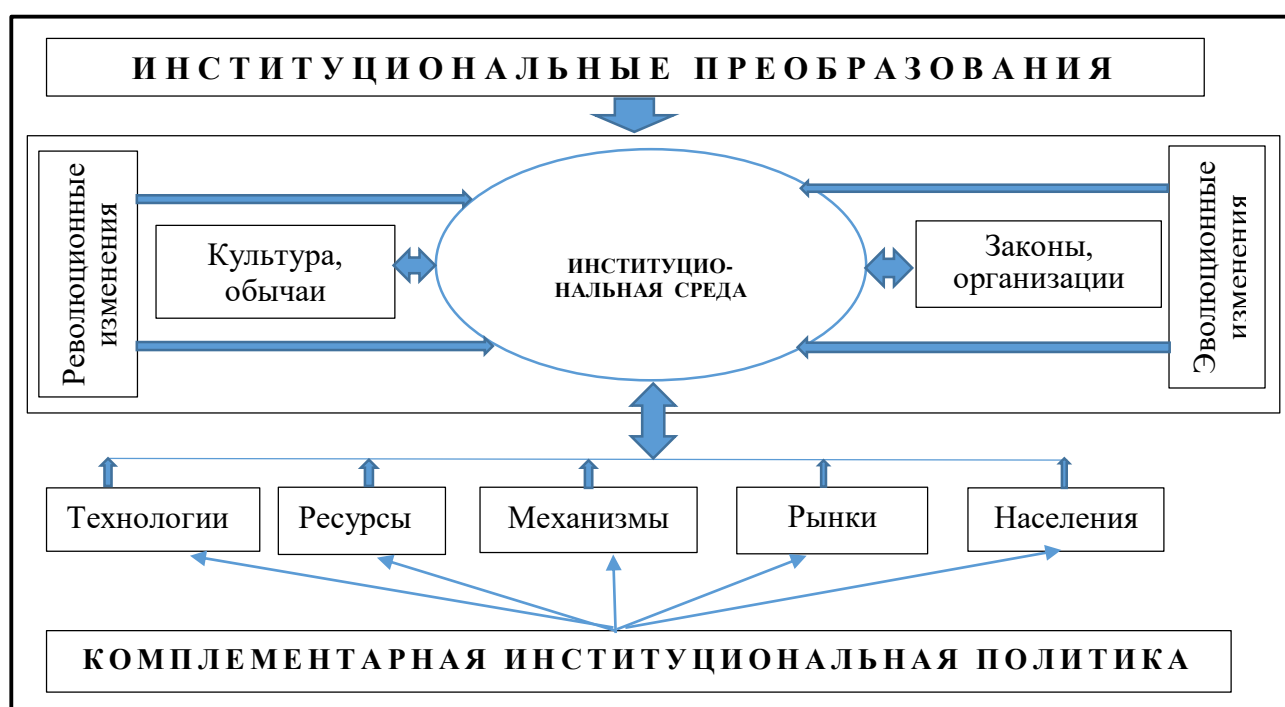 ИНСТИТУЦИОНАЛЬНЫЕ ПРЕОБРАЗОВАНИЯ
Революционные
изменения
Культура,
обычаи
ИНСТИТУЦИО-
НАЛЬНАЯ СРЕДА
Законы,
организации
Эволюционные
изменения
Технологии
Ресурсы
Механизмы
Рынки
Населения
КОМПЛЕМЕНТАРНАЯ ИНСТИТУЦИОНАЛЬНАЯ ПОЛИТИКА